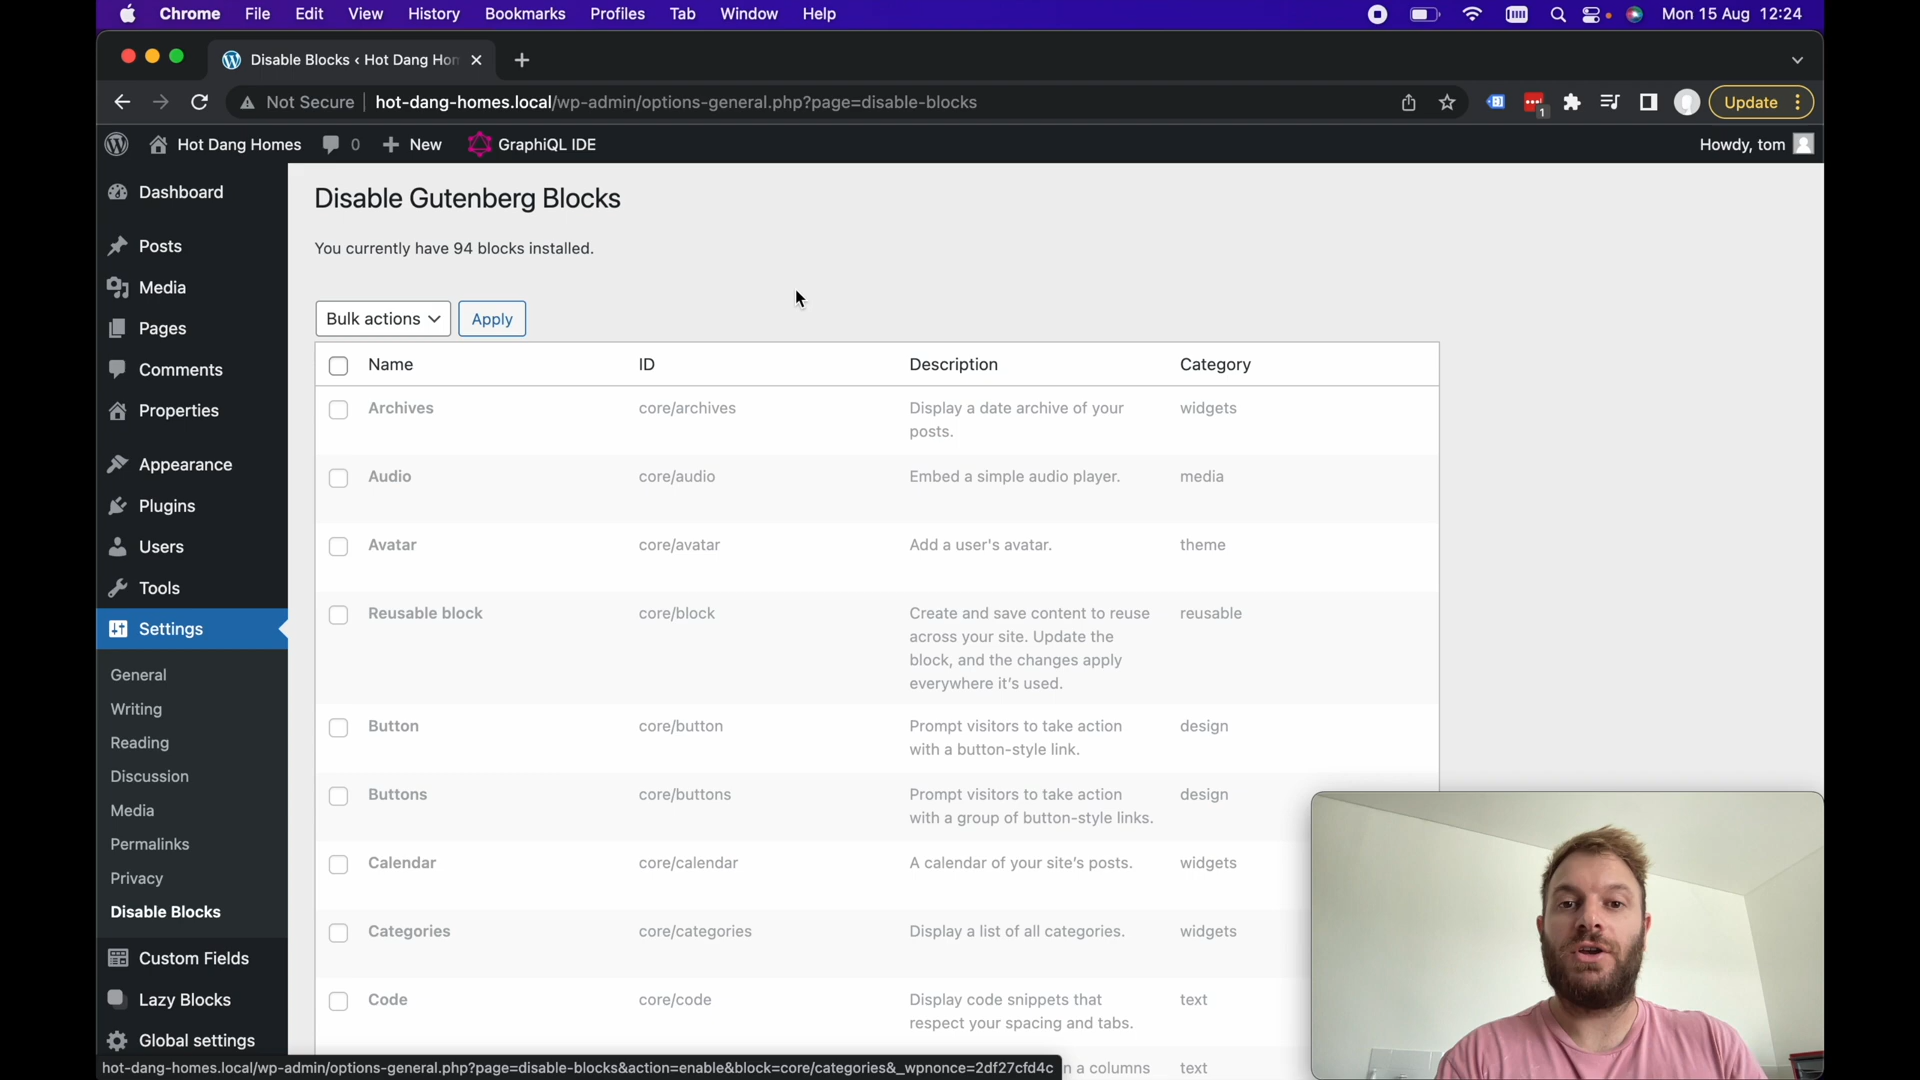 Chrome File Edit View History Bookmarks Profiles Tab Window Help Mon 15 Aug 12:24
Disable Blocks ‹ Hot Dang Hom
Not Secure hot-dang-homes.local/wp-admin/options-general.php?page=disable-blocks 1 Update
Hot Dang Homes 0 New GraphiQL IDE Howdy, tom
Dashboard
Posts
Media
Pages
Comments
Properties
Appearance
Plugins
Users
Tools
Settings
General
Writing
Reading
Discussion
Media
Permalinks
Privacy
Disable Blocks
Custom Fields
Lazy Blocks
Global settings
Disable Gutenberg Blocks
You currently have 94 blocks installed.
Bulk actions Apply
Name ID Description Category
Archives core/archives Display a date archive of your widgets
posts.
Audio core/audio Embed a simple audio player. media
Avatar core/avatar Add a user's avatar. theme
Reusable block core/block Create and save content to reuse reusable
across your site. Update the
block, and the changes apply
everywhere it's used.
Button core/button Prompt visitors to take action design
with a button-style link.
Buttons core/buttons Prompt visitors to take action design
with a group of button-style links.
Calendar core/calendar A calendar of your site's posts. widgets
Categories core/categories Display a list of all categories. widgets
Code core/code Display code snippets that text
respect your spacing and tabs.
n a columns text
hot-dang-homes.local/wp-admin/options-general.php?page=disable-blocks&action=enable&block=core/categories&_wpnonce=2df27cfd4c